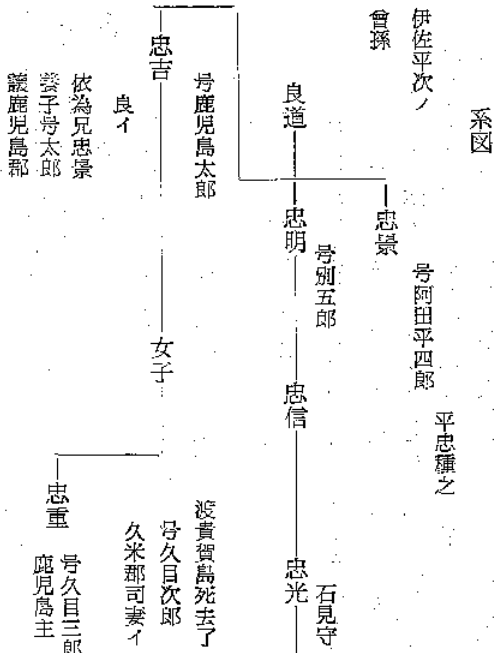 系図
伊佐平次ノ
曾孫
平忠種之
忠景
号阿田平四郎
良道
忠明
号別五郎
忠信
忠光
石見守
忠吉
号鹿児島太郎
良イ
依為兄忠景
養子号太郎
譲鹿児島郡
女子
渡貴賀島死去了
号久目次郎
久米郡司妻イ
忠重
号久目三郎
鹿児島主